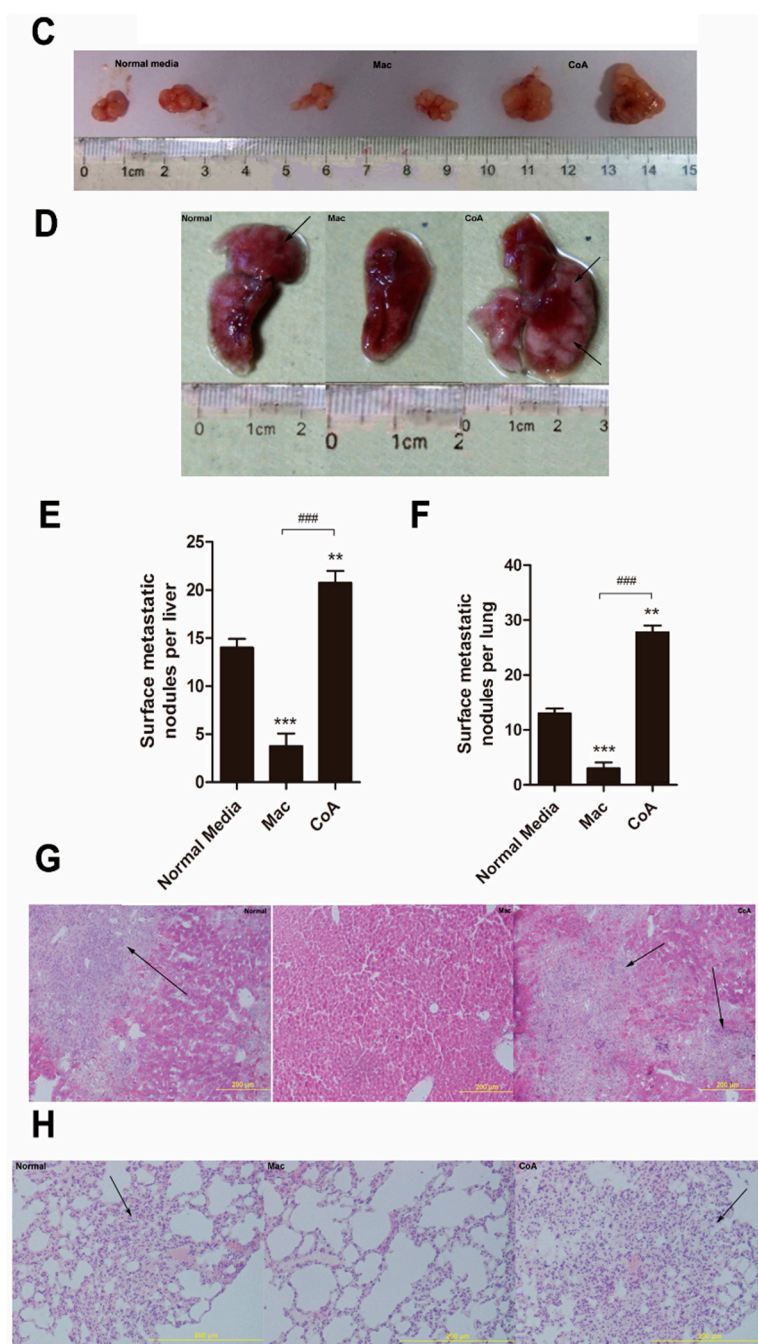 C
Normal media Mac CoA
0 1cm 2 3 4 5 6 7 8 9 10 11 12 13 14 15
D
Normal Mac CoA
0 1cm 2 0 1cm 2 0 1cm 2 3
E
###
**
***
Surface metastatic
nodules per liver
25
20
15
10
5
0
Normal Media
Mac
CoA
F
###
**
***
Surface metastatic
nodules per lung
40
30
20
10
0
Normal Media
Mac
CoA
G
Normal Mac CoA
200 µm 200 µm 200 µm
H
Normal Mac CoA
200 µm